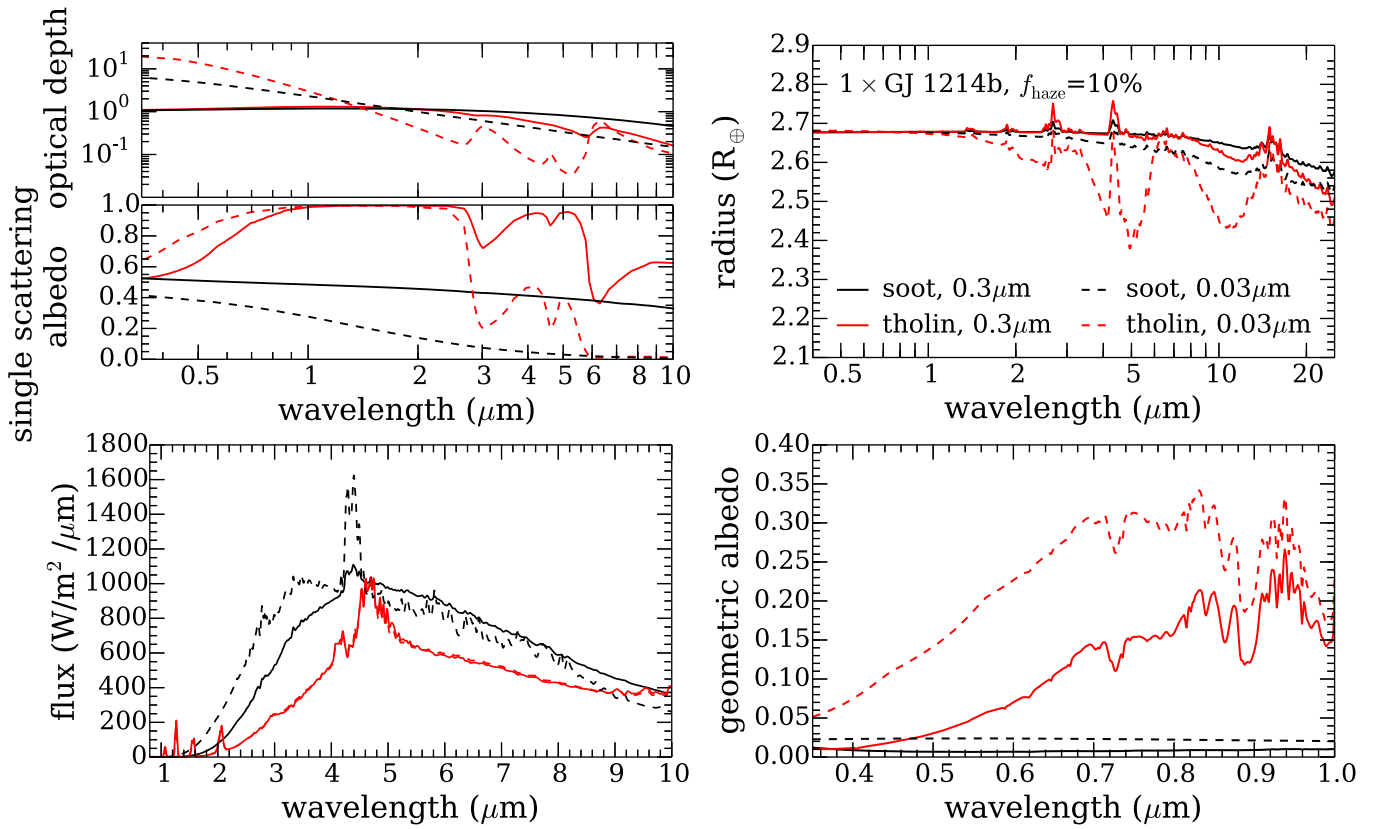 optical depth
10^1
10^0
10^-1
single scattering
albedo
1.0
0.8
0.6
0.4
0.2
0.0
0.5 1 2 3 4 5 6 10
wavelength (μm)
radius (R⊕)
2.9
2.8
2.7
2.6
2.5
2.4
2.3
2.2
2.1
1 × GJ 1214b, f_haze=10%
soot, 0.3μm soot, 0.03μm
tholin, 0.3μm tholin, 0.03μm
0.5 1 2 5 10 20
wavelength (μm)
flux (W/m^2 /μm)
1800
1600
1400
1200
1000
800
600
400
200
0
1 2 3 4 5 6 7 8 9 10
wavelength (μm)
geometric albedo
0.40
0.35
0.30
0.25
0.20
0.15
0.10
0.05
0.00
0.4 0.5 0.6 0.7 0.8 0.9 1.0
wavelength (μm)